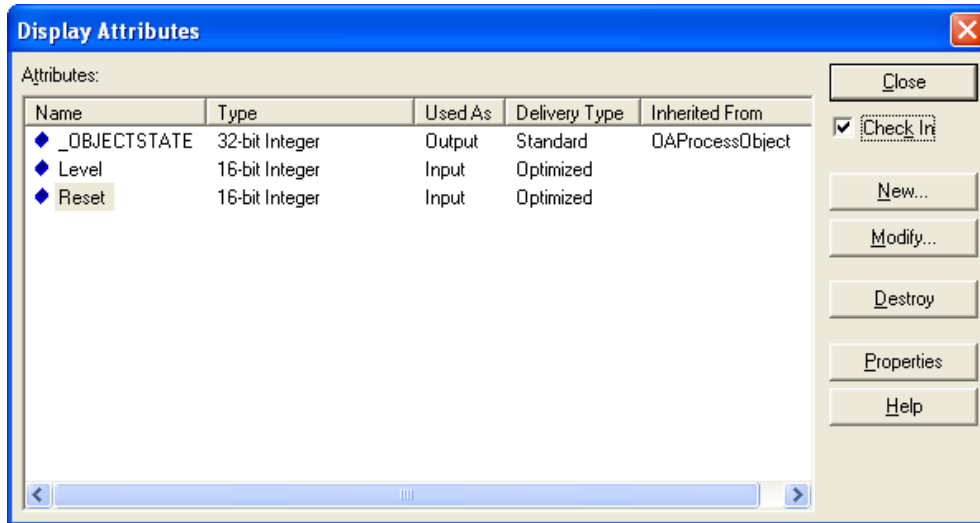 Display Attributes
Attributes:
Close
Check In
Name Type Used As Delivery Type Inherited From
_OBJECTSTATE 32-bit Integer Output Standard OAProcessObject
Level 16-bit Integer Input Optimized
Reset 16-bit Integer Input Optimized
New...
Modify...
Destroy
Properties
Help